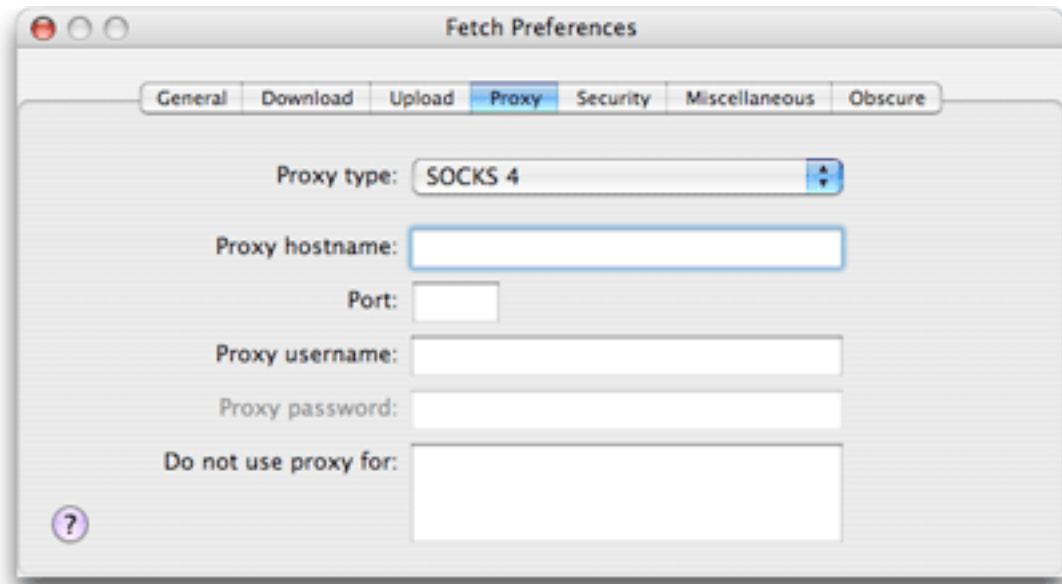 Fetch Preferences
General Download Upload Proxy Security Miscellaneous Obscure
Proxy type: SOCKS 4
Proxy hostname:
Port:
Proxy username:
Proxy password:
Do not use proxy for:
?